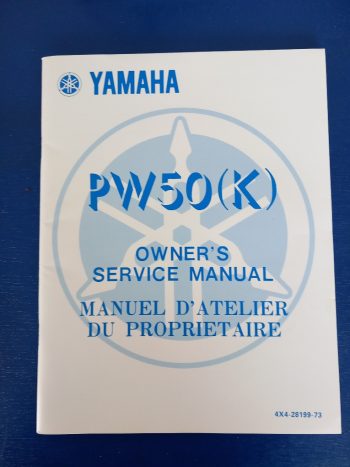 YAMAHA
PW50(K)
OWNER'S
SERVICE MANUAL
MANUEL D'ATELIER
DU PROPRIETAIRE
4X4-28199-73